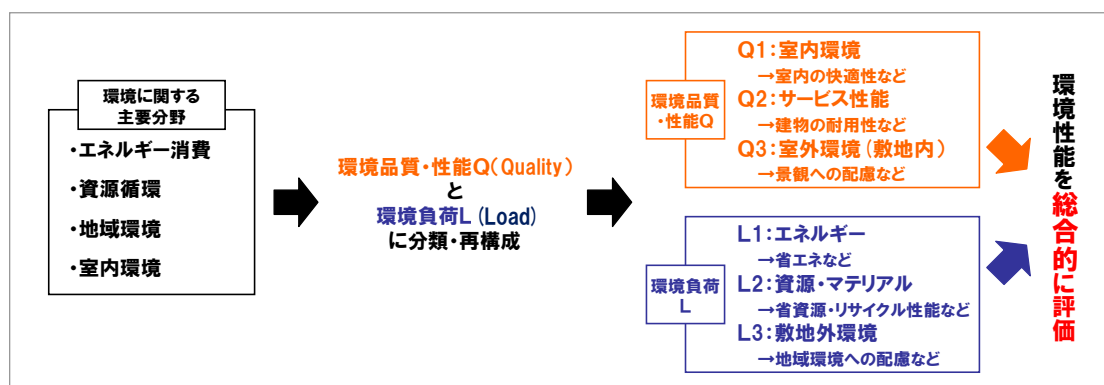 環境に関する
主要分野
・エネルギー消費
・資源循環
・地域環境
・室内環境
環境品質・性能Q(Quality)
と
環境負荷L(Load)
に分類・再構成
環境品質
・性能Q
Q1:室内環境
→室内の快適性など
Q2:サービス性能
→建物の耐用性など
Q3:室外環境(敷地内)
→景観への配慮など
環境負荷
L
L1:エネルギー
→省エネなど
L2:資源・マテリアル
→省資源・リサイクル性能など
L3:敷地外環境
→地域環境への配慮など
環境性能を総合的に評価